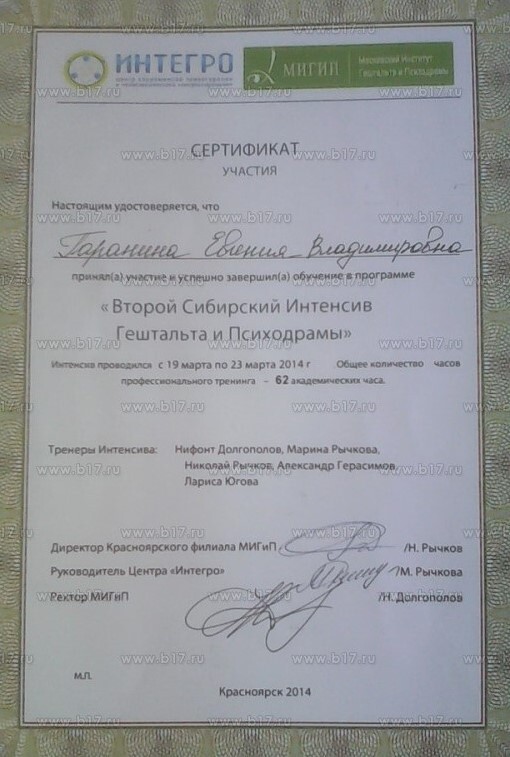 ИНТЕГРО
МИГИП
Московский Институт
Гештальта и Психодрамы
СЕРТИФИКАТ
УЧАСТИЯ
Настоящим удостоверяется, что
Гаранина Евгения Владимировна
принял(а) участие и успешно завершил(а) обучение в программе
«Второй Сибирский Интенсив
Гештальта и Психодрамы»
Интенсив проводился с 19 марта по 23 марта 2014 г Общее количество часов
профессионального тренинга – 62 академических часа.
Тренеры Интенсива: Нифонт Долгополов, Марина Рычкова,
Николай Рычков, Александр Герасимов,
Лариса Югова
Директор Красноярского филиала МИГиП /Н. Рычков
Руководитель Центра «Интегро» /М. Рычкова
Ректор МИГиП /Н. Долгополов
М.П.
Красноярск 2014
www.b17.ru